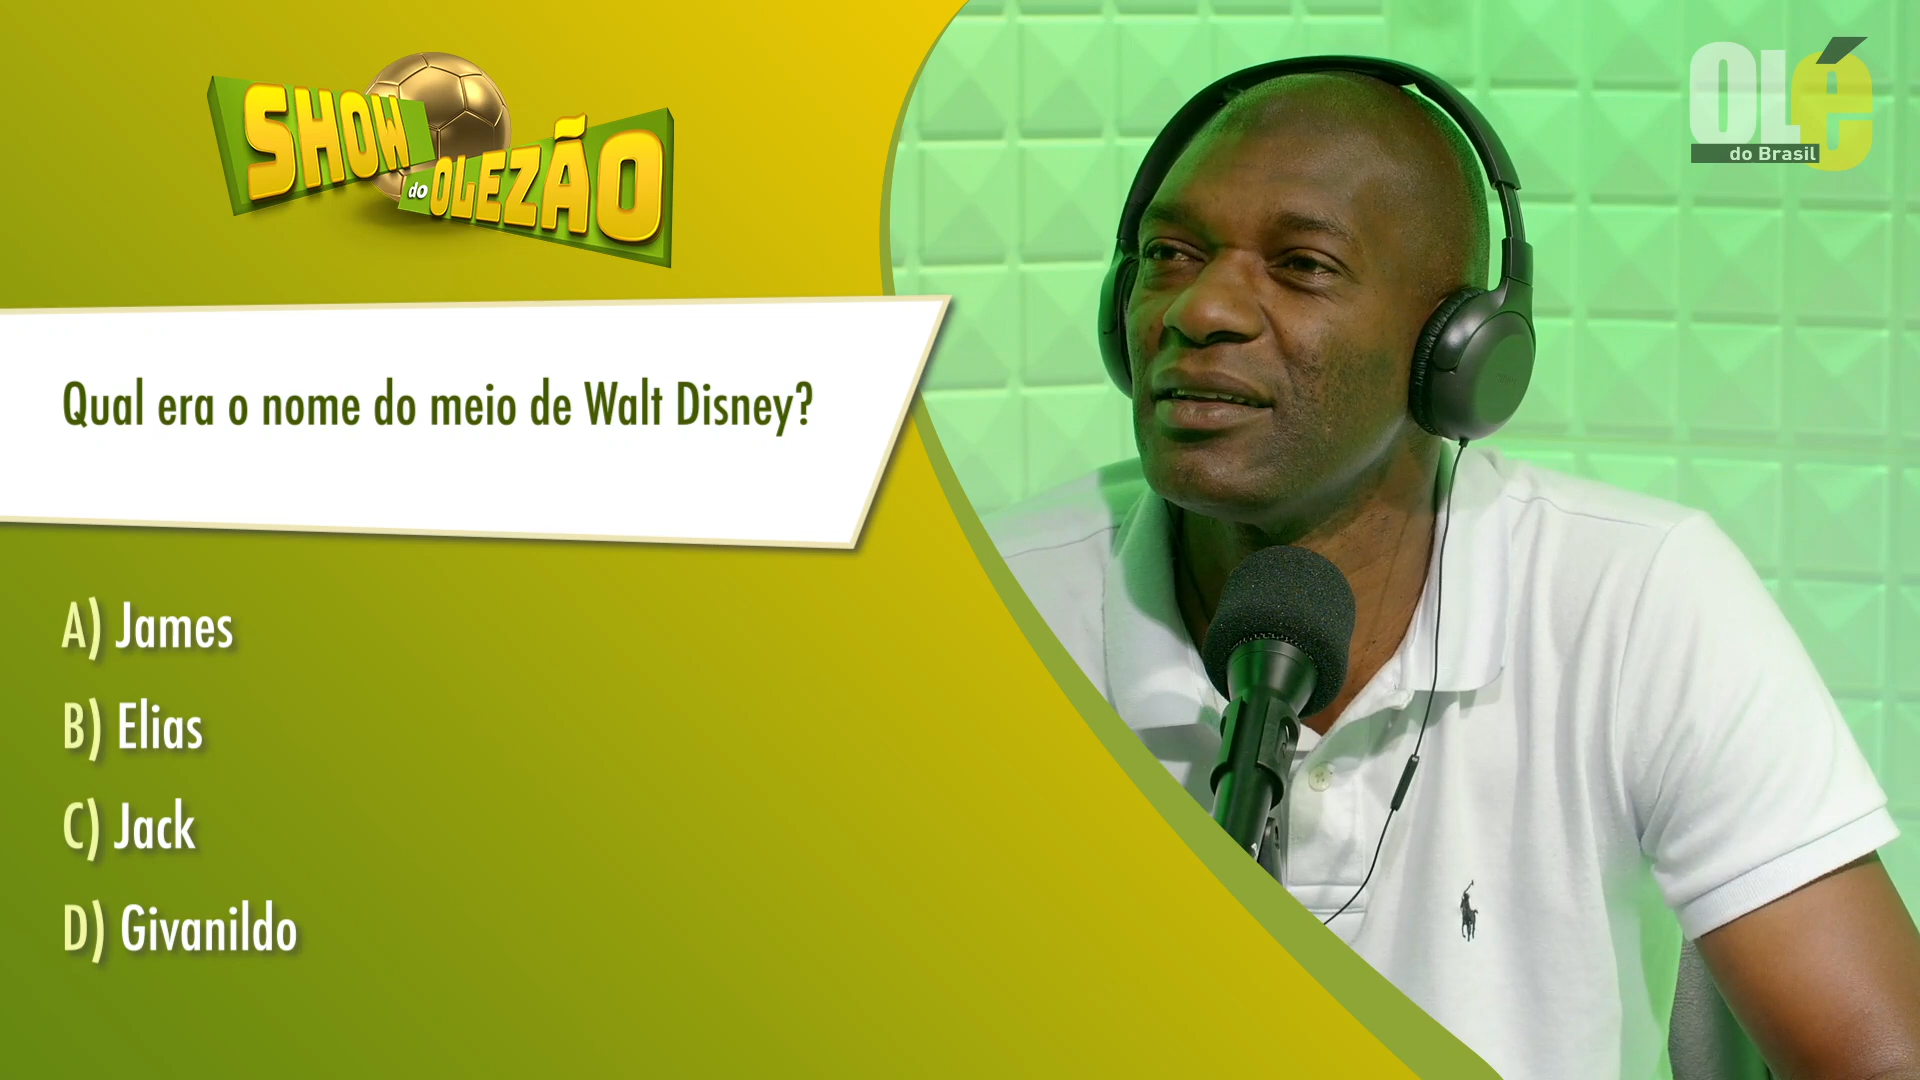 SHOW
do OLEZÃO
OLé
do Brasil
Qual era o nome do meio de Walt Disney?
A) James
B) Elias
C) Jack
D) Givanildo